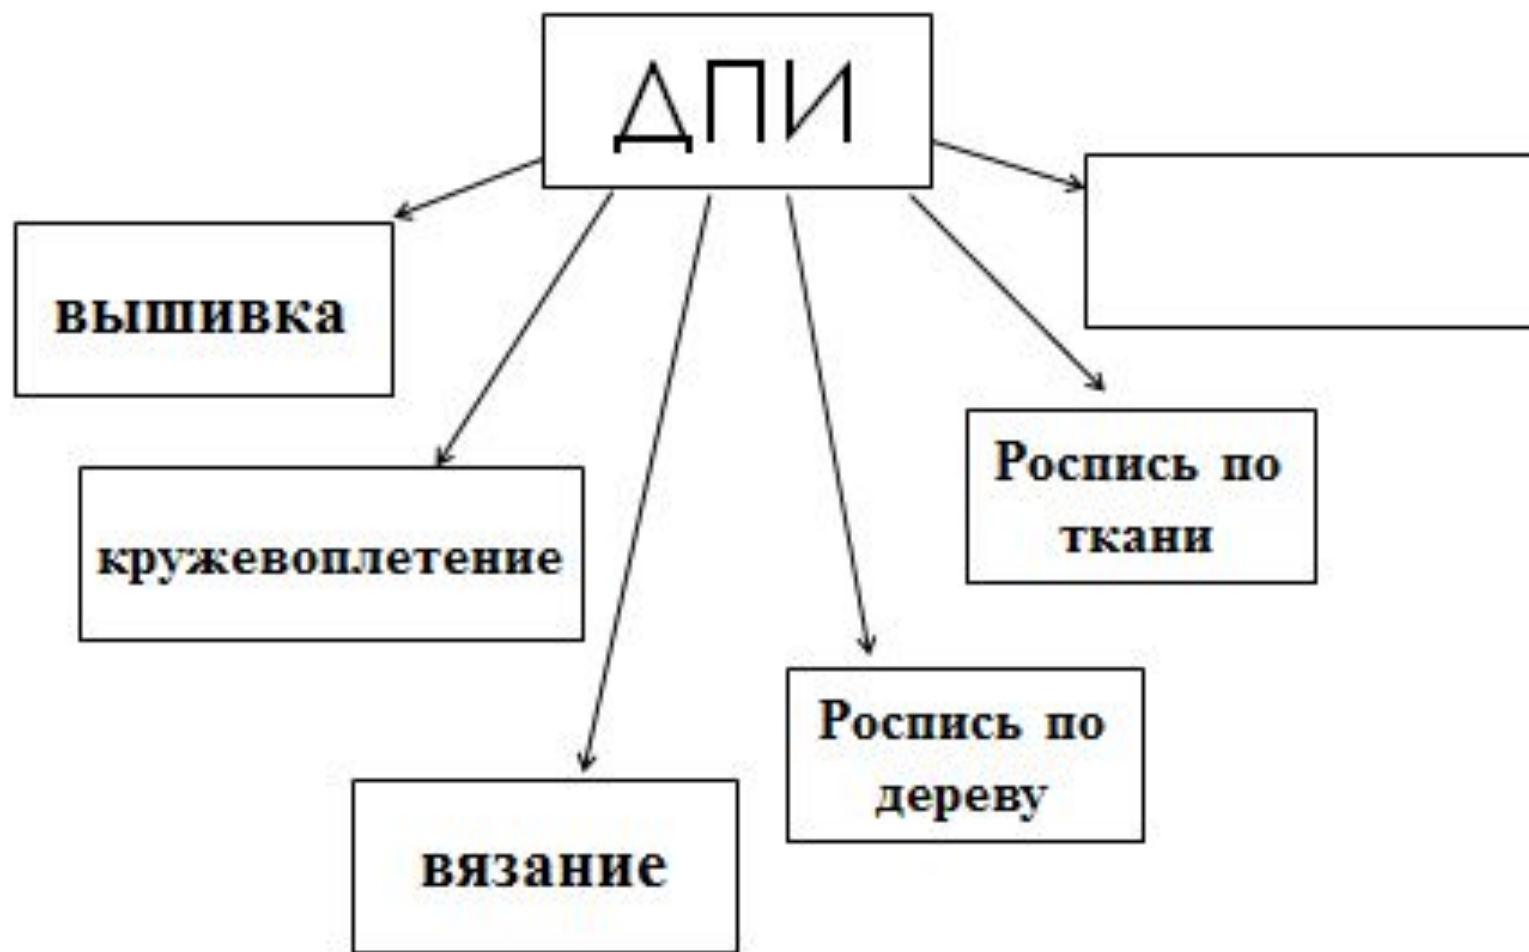 ДПИ
вышивка
кружевоплетение
вязание
Роспись по
дереву
Роспись по
ткани